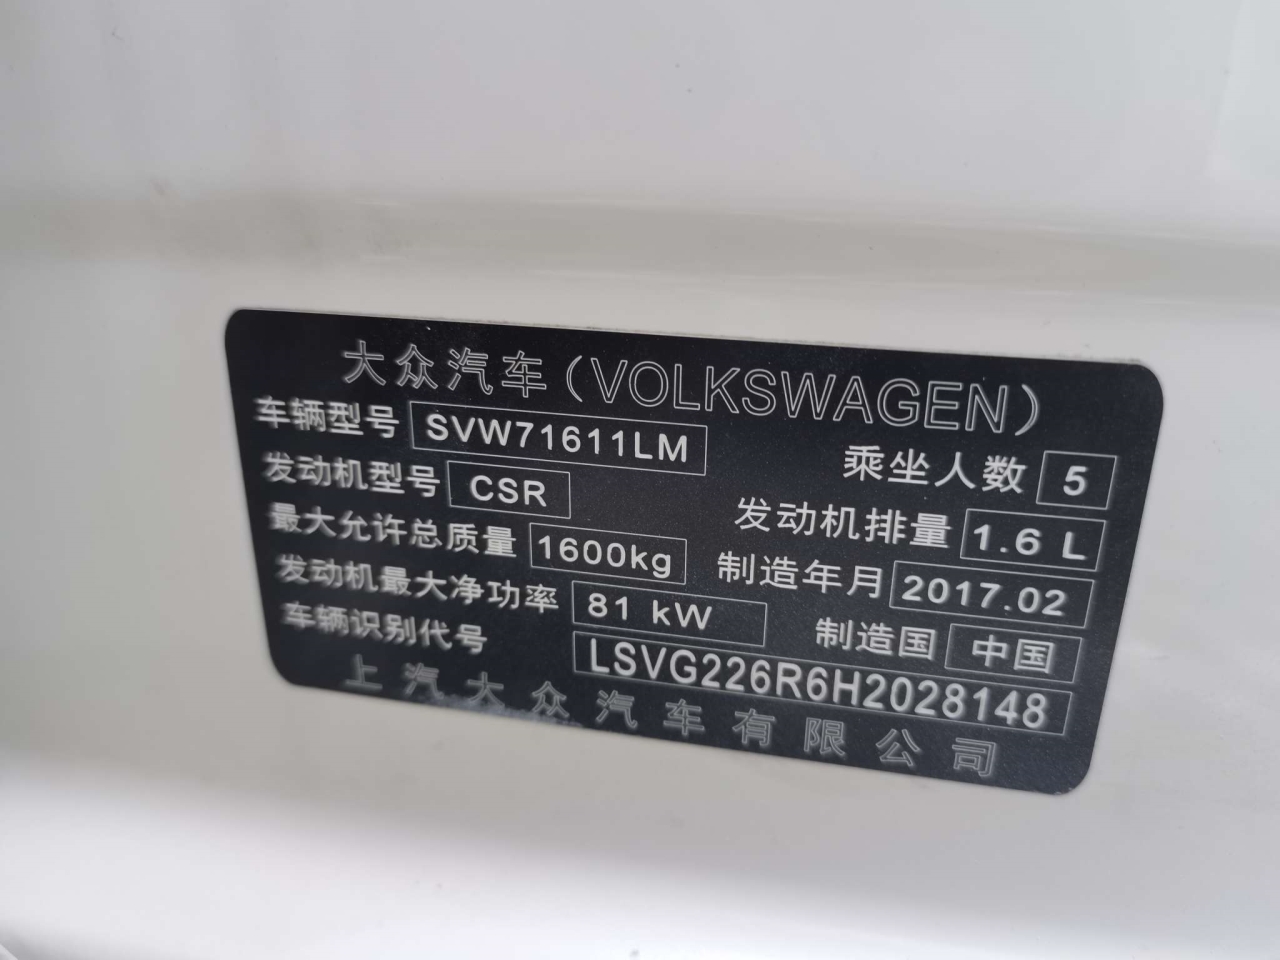 大众汽车(VOLKSWAGEN)
车辆型号 SVW71611LM 乘坐人数 5
发动机型号 CSR 发动机排量 1.6 L
最大允许总质量 1600kg 制造年月 2017.02
发动机最大净功率 81 kW 制造国 中国
车辆识别代号 LSVG226R6H2028148
上汽大众汽车有限公司